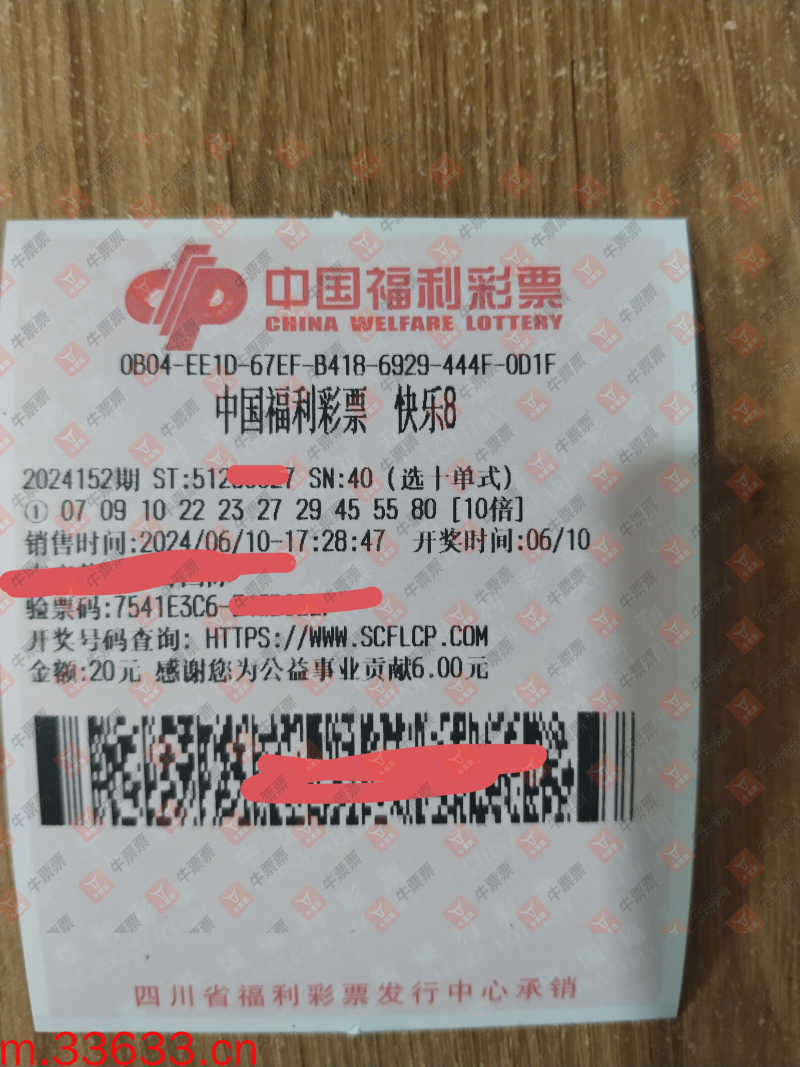 中国福利彩票
CHINA WELFARE LOTTERY
0B04-EE1D-67EF-B418-6929-444F-0D1F
中国福利彩票 快乐8
2024152期 ST:512 7 SN:40 (选十单式)
① 07 09 10 22 23 27 29 45 55 80 [10倍]
销售时间:2024/06/10-17:28:47 开奖时间:06/10
验票码:7541E3C6-
开奖号码查询: HTTPS://WWW.SCFLCP.COM
金额:20元 感谢您为公益事业贡献6.00元
四川省福利彩票发行中心承销
m.33633.cn
牛票票